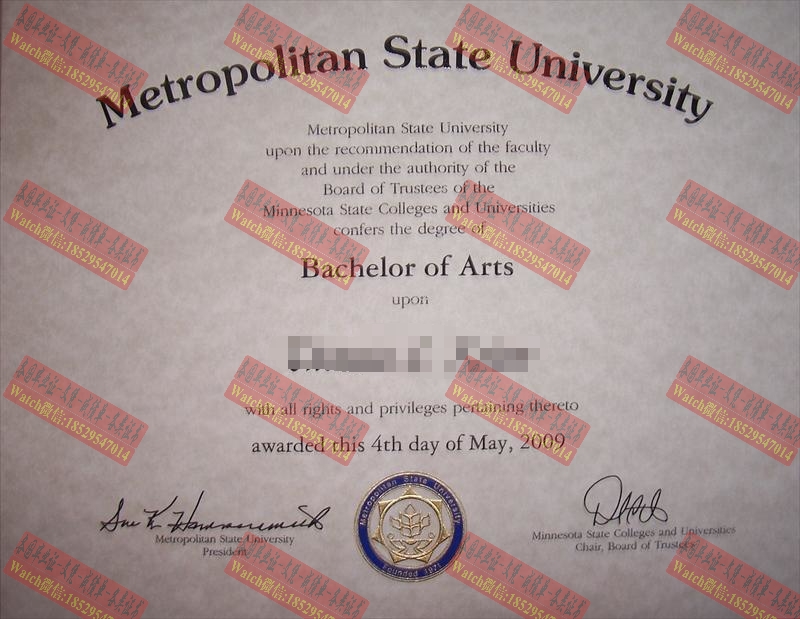 Metropolitan State University
Metropolitan State University
upon the recommendation of the faculty
and under the authority of the
Board of Trustees of the
Minnesota State Colleges and Universities
confers the degree of
Bachelor of Arts
upon
with all rights and privileges pertaining thereto
awarded this 4th day of May, 2009
Metropolitan State University
President
Metropolitan State University
Founded 1971
Minnesota State Colleges and Universities
Chair, Board of Trustees
Watch微信:18529547014